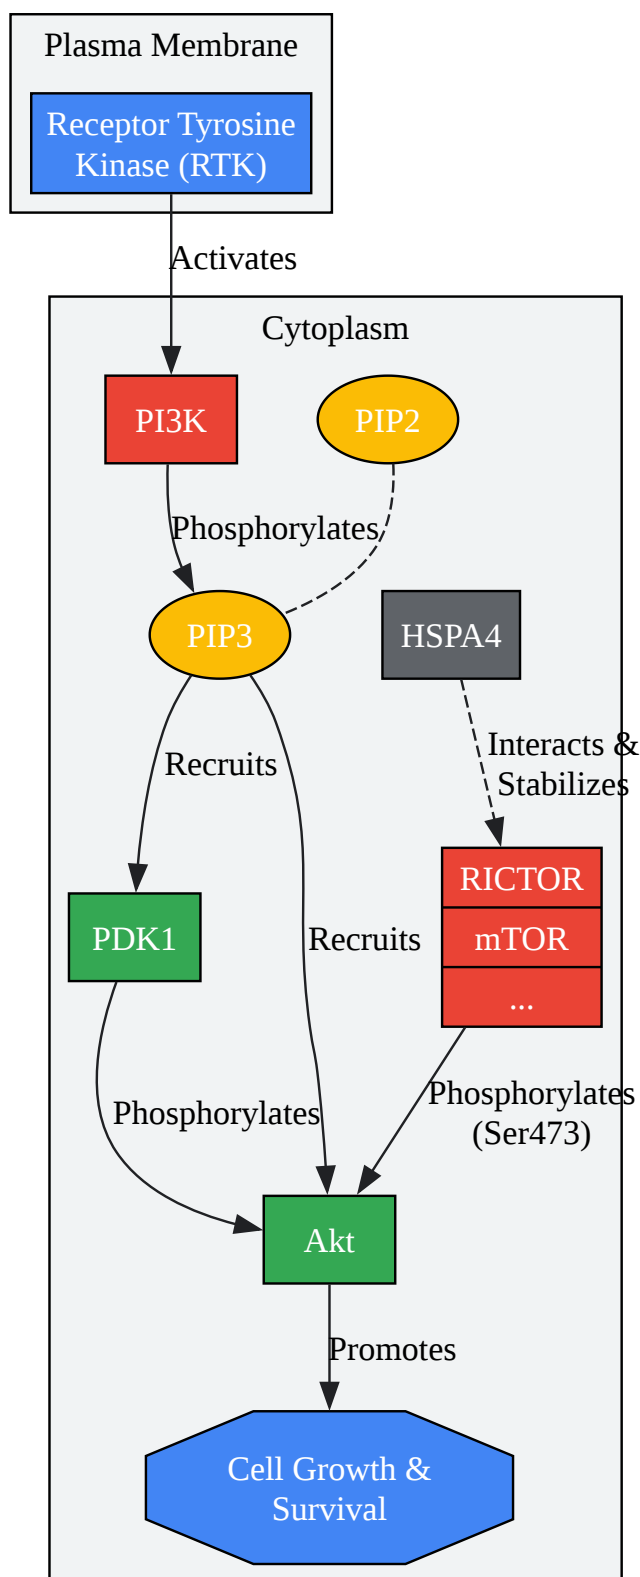 Plasma Membrane
Receptor Tyrosine
Kinase (RTK)
Activates
Cytoplasm
PI3K
PIP2
Phosphorylates
PIP3
HSPA4
Recruits
Interacts &
Stabilizes
RICTOR
mTOR
...
PDK1
Recruits
Phosphorylates
Phosphorylates
(Ser473)
Akt
Promotes
Cell Growth &
Survival